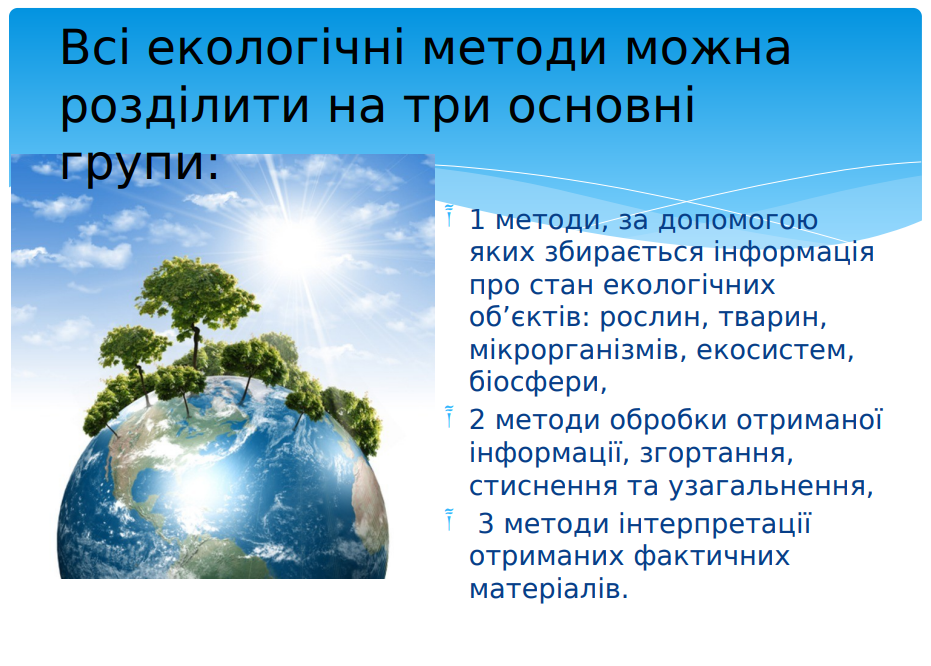 Всі екологічні методи можна
розділити на три основні
групи:
1 методи, за допомогою
яких збирається інформація
про стан екологічних
об’єктів: рослин, тварин,
мікрорганізмів, екосистем,
біосфери,
2 методи обробки отриманої
інформації, згортання,
стиснення та узагальнення,
3 методи інтерпретації
отриманих фактичних
матеріалів.